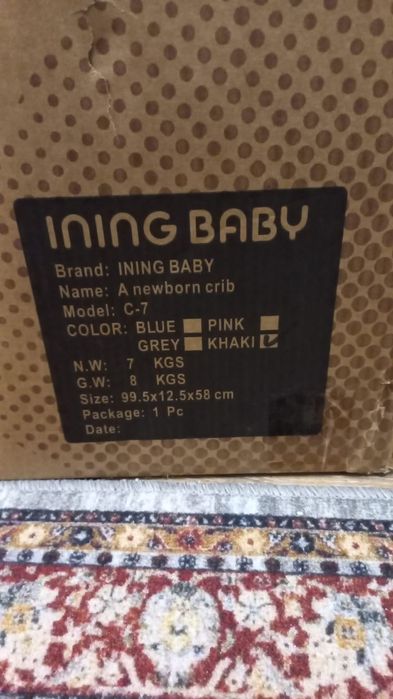 INING BABY
Brand: INING BABY
Name: A newborn crib
Model: C-7
COLOR: BLUE PINK
GREY KHAKI
N.W: 7 KGS
G.W: 8 KGS
Size: 99.5x12.5x58 cm
Package: 1 Pc
Date: